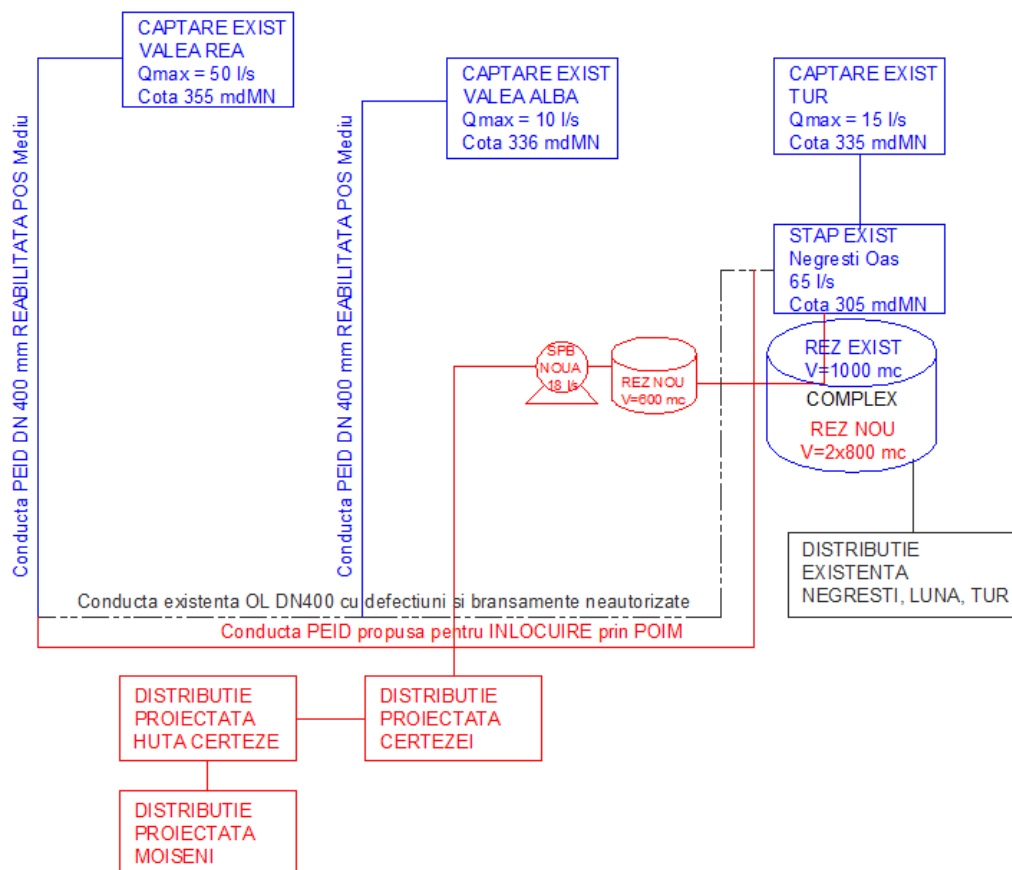 CAPTARE EXIST
VALEA REA
Qmax = 50 l/s
Cota 355 mdMN
CAPTARE EXIST
VALEA ALBA
Qmax = 10 l/s
Cota 336 mdMN
CAPTARE EXIST
TUR
Qmax = 15 l/s
Cota 335 mdMN
Conducta PEID DN 400 mm REABILITATA POS Mediu
Conducta PEID DN 400 mm REABILITATA POS Mediu
STAP EXIST
Negresti Oas
65 l/s
Cota 305 mdMN
SPB
NOUA
18 l/s
REZ NOU
V=600 mc
REZ EXIST
V=1000 mc
COMPLEX
REZ NOU
V=2x800 mc
DISTRIBUTIE
EXISTENTA
NEGRESTI, LUNA, TUR
Conducta existenta OL DN400 cu defectiuni si bransamente neautorizate
Conducta PEID propusa pentru INLOCUIRE prin POIM
DISTRIBUTIE
PROIECTATA
HUTA CERTEZE
DISTRIBUTIE
PROIECTATA
CERTEZEI
DISTRIBUTIE
PROIECTATA
MOISENI